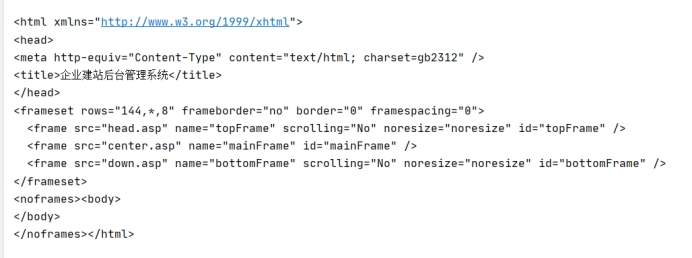 <html xmlns="http://www.w3.org/1999/xhtml">
<head>
<meta http-equiv="Content-Type" content="text/html; charset=gb2312" />
<title>企业建站后台管理系统</title>
</head>
<frameset rows="144,*,8" frameborder="no" border="0" framespacing="0">
  <frame src="head.asp" name="topFrame" scrolling="No" noresize="noresize" id="topFrame" />
  <frame src="center.asp" name="mainFrame" id="mainFrame" />
  <frame src="down.asp" name="bottomFrame" scrolling="No" noresize="noresize" id="bottomFrame" />
</frameset>
<noframes><body>
</body>
</noframes></html>